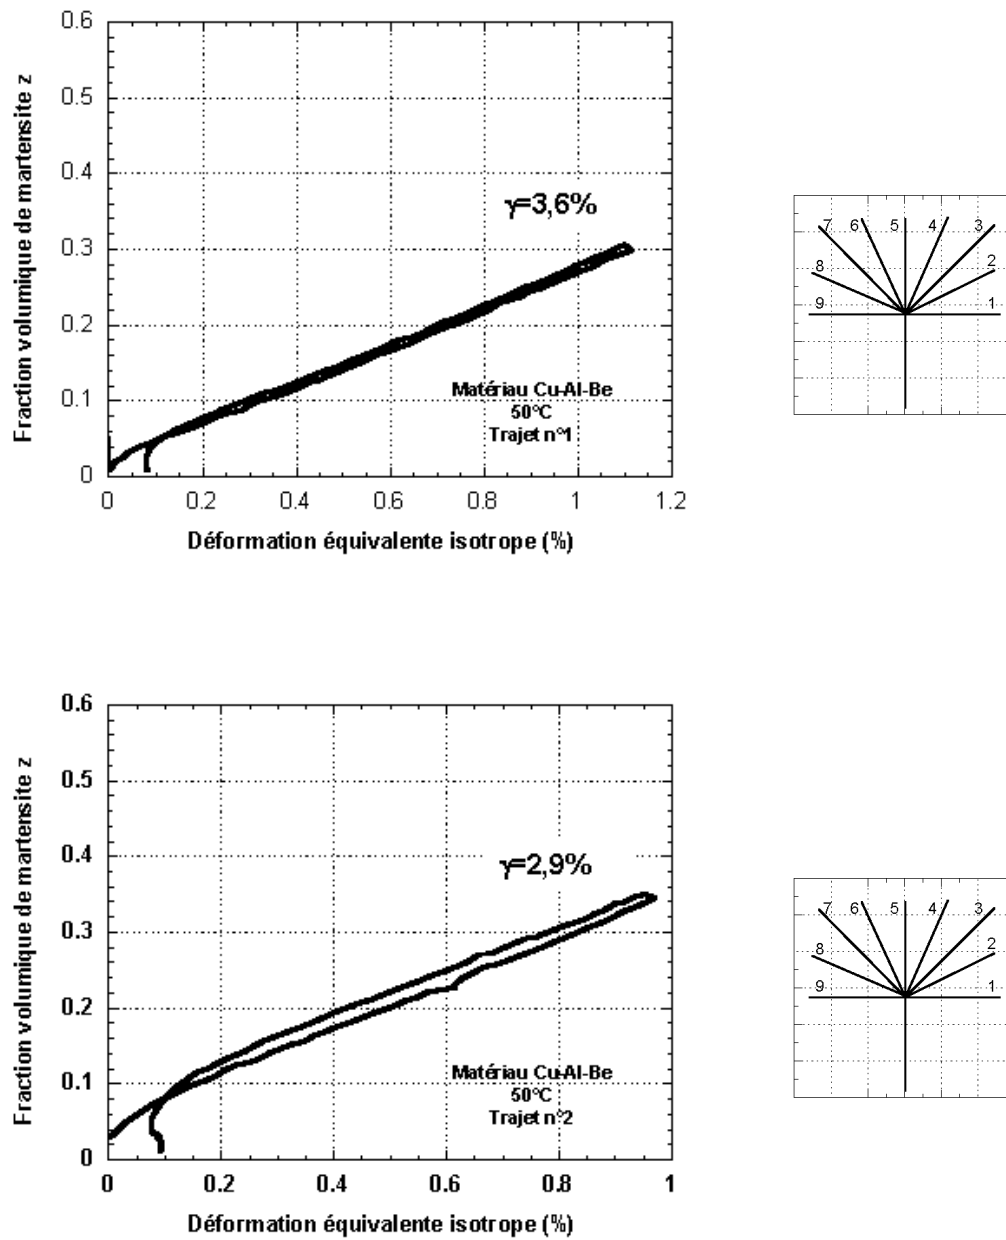 0.6
0.5
0.4
0.3
0.2
0.1
0
Fraction volumique de martensite z
γ=3,6%
Matériau Cu-Al-Be
50°C
Trajet n°1
0 0.2 0.4 0.6 0.8 1 1.2
Déformation équivalente isotrope (%)
7 6 5 4 3
8 2
9 1
0.6
0.5
0.4
0.3
0.2
0.1
0
Fraction volumique de martensite z
γ=2,9%
Matériau Cu-Al-Be
50°C
Trajet n°2
0 0.2 0.4 0.6 0.8 1
Déformation équivalente isotrope (%)
7 6 5 4 3
8 2
9 1